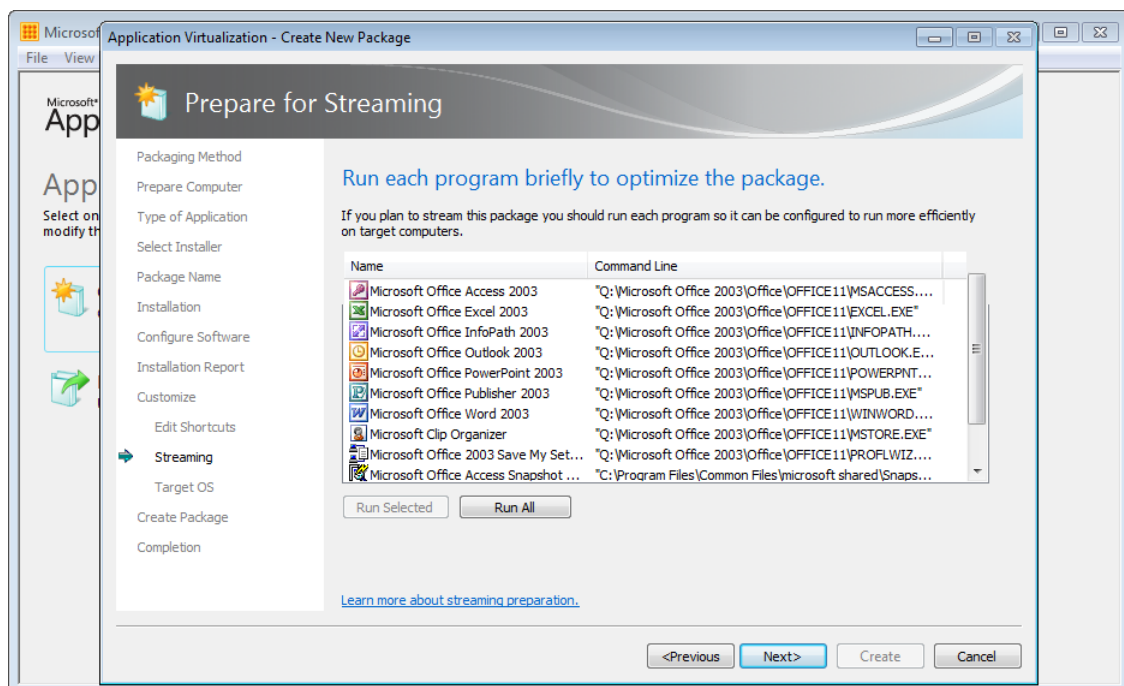 Microsof
Application Virtualization - Create New Package
File View
Microsoft®
App
Prepare for Streaming
App
Select on
modify th
Packaging Method
Prepare Computer
Type of Application
Select Installer
Package Name
Installation
Configure Software
Installation Report
Customize
Edit Shortcuts
Streaming
Target OS
Create Package
Completion
Run each program briefly to optimize the package.
If you plan to stream this package you should run each program so it can be configured to run more efficiently
on target computers.
Name Command Line
Microsoft Office Access 2003 "Q:\Microsoft Office 2003\Office\OFFICE11\MSACCESS....
Microsoft Office Excel 2003 "Q:\Microsoft Office 2003\Office\OFFICE11\EXCEL.EXE"
Microsoft Office InfoPath 2003 "Q:\Microsoft Office 2003\Office\OFFICE11\INFOPATH....
Microsoft Office Outlook 2003 "Q:\Microsoft Office 2003\Office\OFFICE11\OUTLOOK.E...
Microsoft Office PowerPoint 2003 "Q:\Microsoft Office 2003\Office\OFFICE11\POWERPNT...
Microsoft Office Publisher 2003 "Q:\Microsoft Office 2003\Office\OFFICE11\MSPUB.EXE"
Microsoft Office Word 2003 "Q:\Microsoft Office 2003\Office\OFFICE11\WINWORD....
Microsoft Clip Organizer "Q:\Microsoft Office 2003\Office\OFFICE11\MSTORE.EXE"
Microsoft Office 2003 Save My Set... "Q:\Microsoft Office 2003\Office\OFFICE11\PROFLWIZ....
Microsoft Office Access Snapshot ... "C:\Program Files\Common Files\microsoft shared\Snaps...
Run Selected Run All
Learn more about streaming preparation.
<Previous Next> Create Cancel